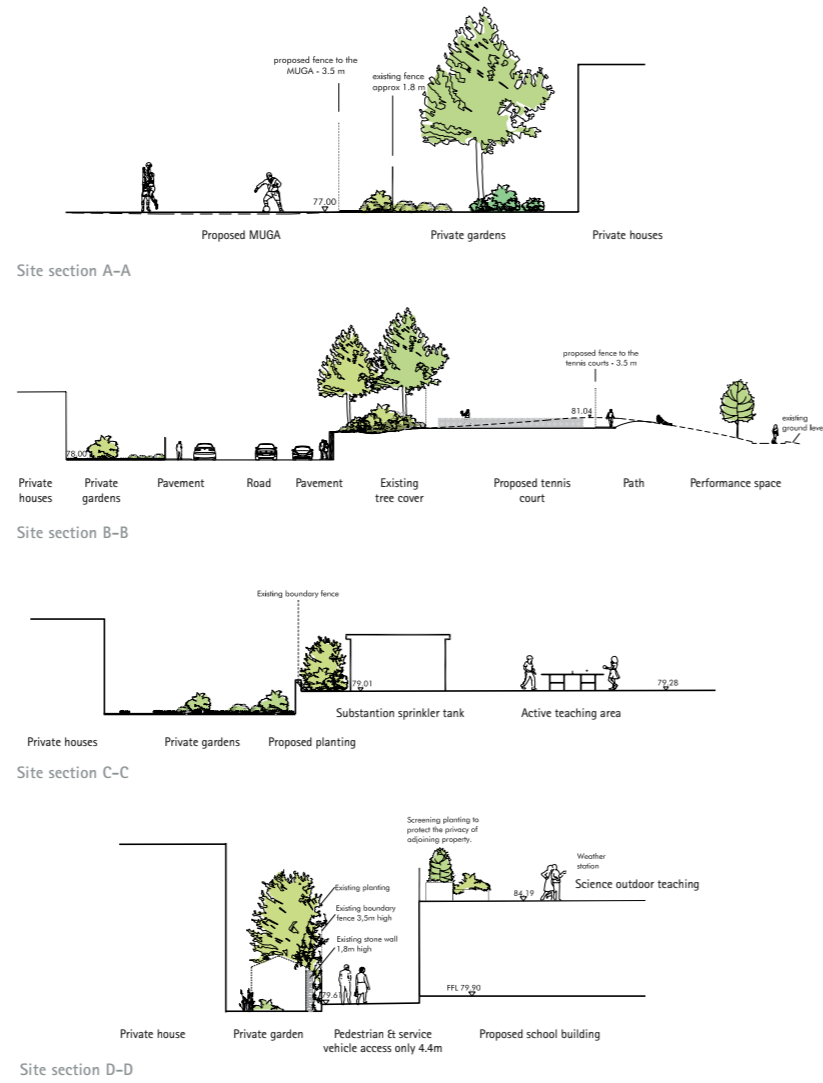 proposed fence to the
MUGA - 3.5 m
existing fence
approx 1.8 m
77.00
Proposed MUGA
Private gardens
Private houses
Site section A-A
proposed fence to the
tennis courts - 3.5 m
81.04
existing
ground leve
78.00
Private
houses
Private
gardens
Pavement
Road
Pavement
Existing
tree cover
Proposed tennis
court
Path
Performance space
Site section B-B
Existing boundary fence
79.01
79.28
Substantion sprinkler tank
Active teaching area
Private houses
Private gardens
Proposed planting
Site section C-C
Screening planting to
protect the privacy of
adjoining property.
Weather
station
Science outdoor teaching
84.19
Existing planting
Existing boundary
fence 3,5m high
Existing stone wall
1,8m high
79.61
FFL 79.90
Private house
Private garden
Pedestrian & service
vehicle access only 4.4m
Proposed school building
Site section D-D